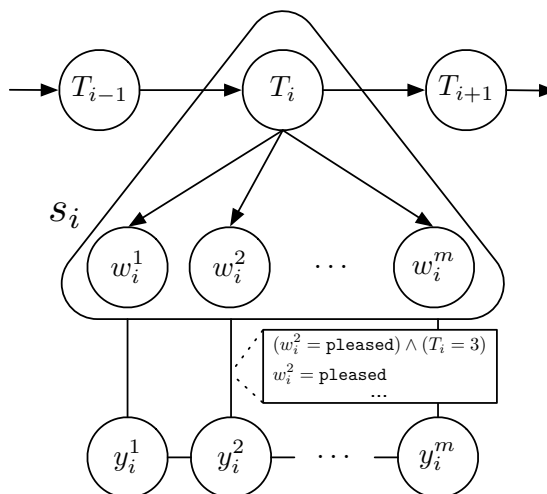 T_{i-1} T_i T_{i+1}
s_i
w_i^1 w_i^2 ... w_i^m
(w_i^2 = pleased) ∧ (T_i = 3)
w_i^2 = pleased
...
y_i^1 y_i^2 ... y_i^m